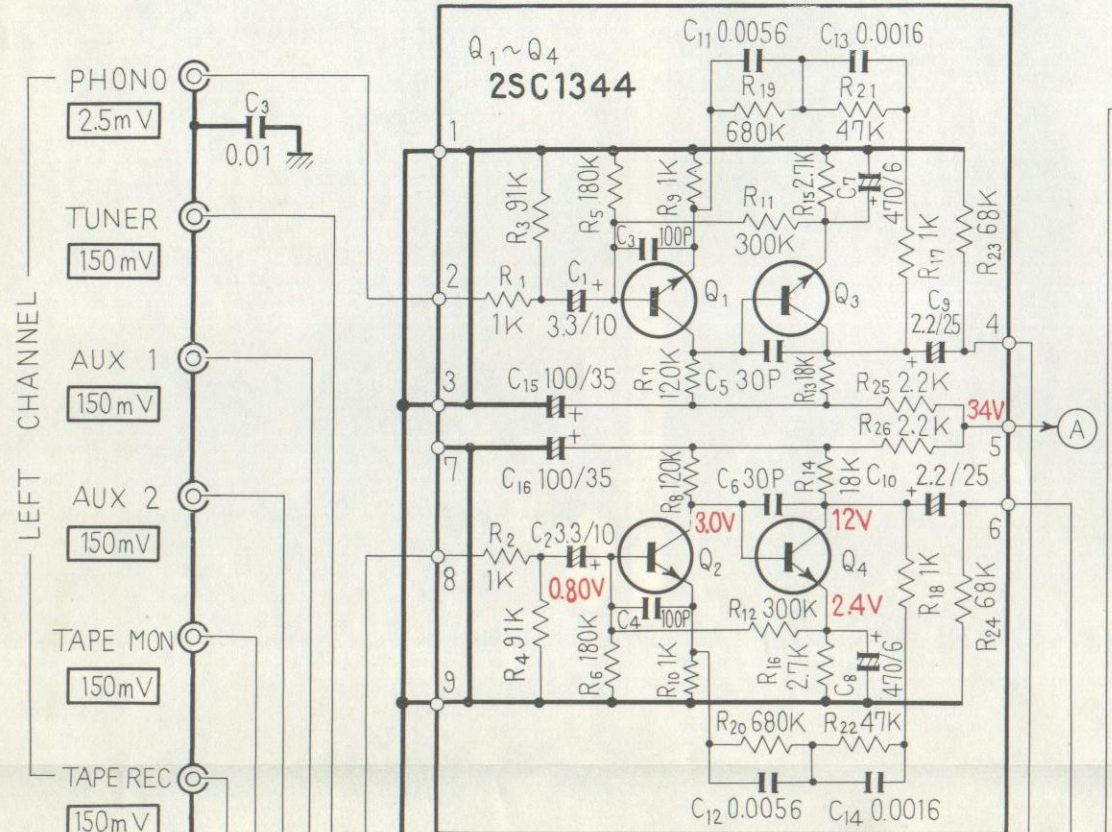 LEFT CHANNEL
PHONO
2.5mV
C3
0.01
TUNER
150mV
AUX 1
150mV
AUX 2
150mV
TAPE MON
150mV
TAPE REC
150mV
Q1~Q4
2SC1344
C11 0.0056
C13 0.0016
R19
680K
R21
47K
1
R3 91K
R5 180K
R9 1K
R15 2.7K
C7
+
470/6
R11
300K
R17 1K
R23 68K
C3
100P
2
R1
1K
C1 +
3.3/10
Q1
Q3
C9
2.2/25
+
4
R7
120K
C5 30P
R13 18K
3
C15 100/35
+
R25 2.2K
34V
R26 2.2K
5
A
7
+
C16 100/35
R8 120K
C6 30P
R14
18K
C10 2.2/25
+
6
3.0V
12V
R2
1K
C2 3.3/10
+
0.80V
8
Q2
Q4
2.4V
R18 1K
R24 68K
C4
100P
R12 300K
R4 91K
R6 180K
R10 1K
R16
2.7K
C8
+
470/6
9
R20 680K
R22 47K
C12 0.0056
C14 0.0016